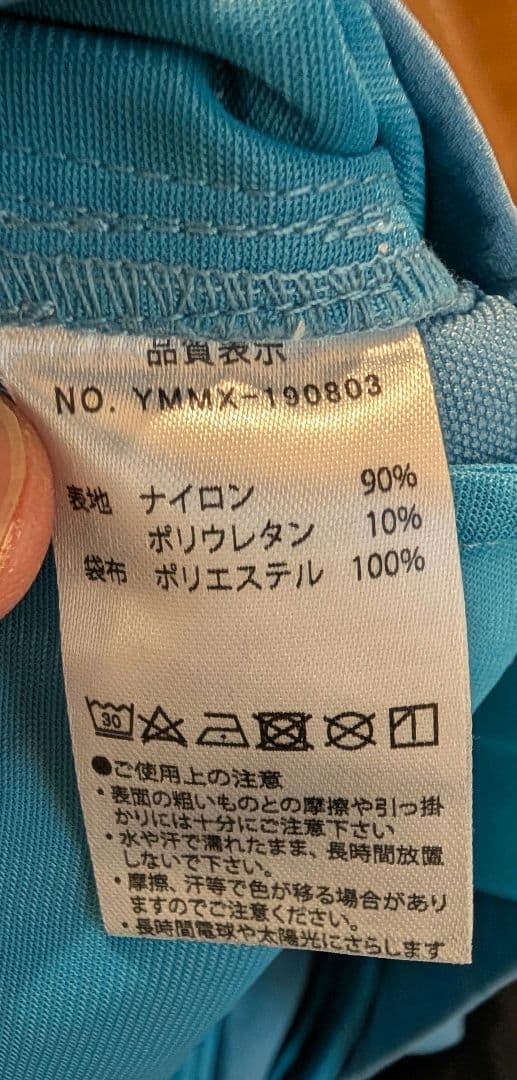 品質表示
NO. YMMX-190803
表地 ナイロン 90%
ポリウレタン 10%
袋布 ポリエステル 100%
30
●ご使用上の注意
・表面の粗いものとの摩擦や引っ掛
かりには十分にご注意下さい
・水や汗で濡れたまま、長時間放置
しないで下さい。
・摩擦、汗等で色が移る場合があり
ますのでご注意ください。
・長時間電球や太陽光にさらします